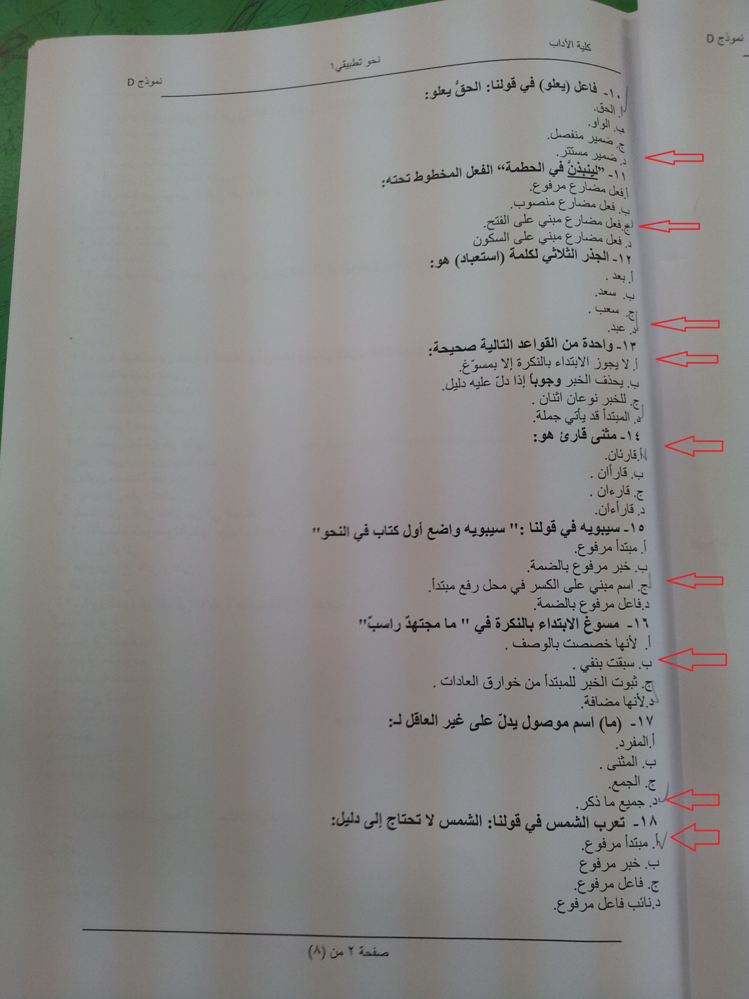 كلية الآداب
نحو تطبيقي١
نموذج D
نموذج D
١٠- فاعل (يعلو) في قولنا: الحقُّ يعلو:
أ. الحق.
ب. الواو.
ج. ضمير منفصل.
د. ضمير مستتر.
١١- ”لينبذنَّ في الحطمة“ الفعل المخطوط تحته:
أ.فعل مضارع مرفوع.
ب. فعل مضارع منصوب.
ج.فعل مضارع مبني على الفتح.
د. فعل مضارع مبني على السكون
١٢- الجذر الثلاثي لكلمة (استعباد) هو:
أ. بعد .
ب. سعد.
ج. سعب .
د. عبد.
١٣- واحدة من القواعد التالية صحيحة:
أ. لا يجوز الابتداء بالنكرة إلا بمسوّغ.
ب. يحذف الخبر وجوباً إذا دلّ عليه دليل.
ج. للخبر نوعان اثنان .
د. المبتدأ قد يأتي جملة.
١٤- مثنى قارئ هو:
أ.قارئان.
ب. قارأان .
ج. قارءان .
د. قارأءان.
١٥- سيبويه في قولنا :" سيبويه واضع أول كتاب في النحو"
أ. مبتدأ مرفوع.
ب. خبر مرفوع بالضمة.
ج. اسم مبني على الكسر في محل رفع مبتدأ.
د.فاعل مرفوع بالضمة.
١٦- مسوغ الابتداء بالنكرة في " ما مجتهدّ راسبّ"
أ. لأنها خصصت بالوصف .
ب. سبقت بنفي .
ج. ثبوت الخبر للمبتدأ من خوارق العادات .
د.لأنها مضافة.
١٧- (ما) اسم موصول يدلّ على غير العاقل لـ:
أ.المفرد.
ب. المثنى .
ج. الجمع.
د. جميع ما ذكر.
١٨- تعرب الشمس في قولنا: الشمس لا تحتاج إلى دليل:
أ. مبتدأ مرفوع.
ب. خبر مرفوع
ج. فاعل مرفوع.
د.نائب فاعل مرفوع.
صفحة ٢ من (٨)